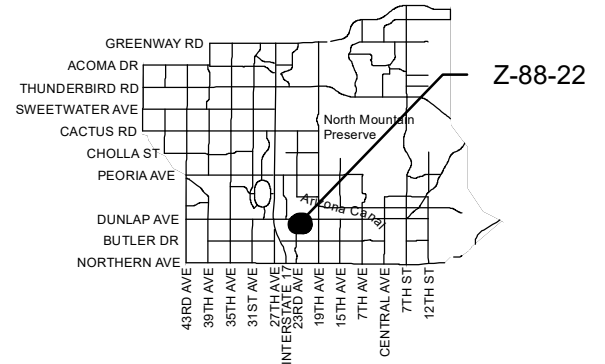 GREENWAY RD
ACOMA DR
THUNDERBIRD RD
SWEETWATER AVE
CACTUS RD
CHOLLA ST
PEORIA AVE
DUNLAP AVE
BUTLER DR
NORTHERN AVE
Z-88-22
North Mountain
Preserve
Arizona Canal
43RD AVE
39TH AVE
35TH AVE
31ST AVE
27TH AVE
INTERSTATE 17
23RD AVE
19TH AVE
15TH AVE
7TH AVE
CENTRAL AVE
7TH ST
12TH ST